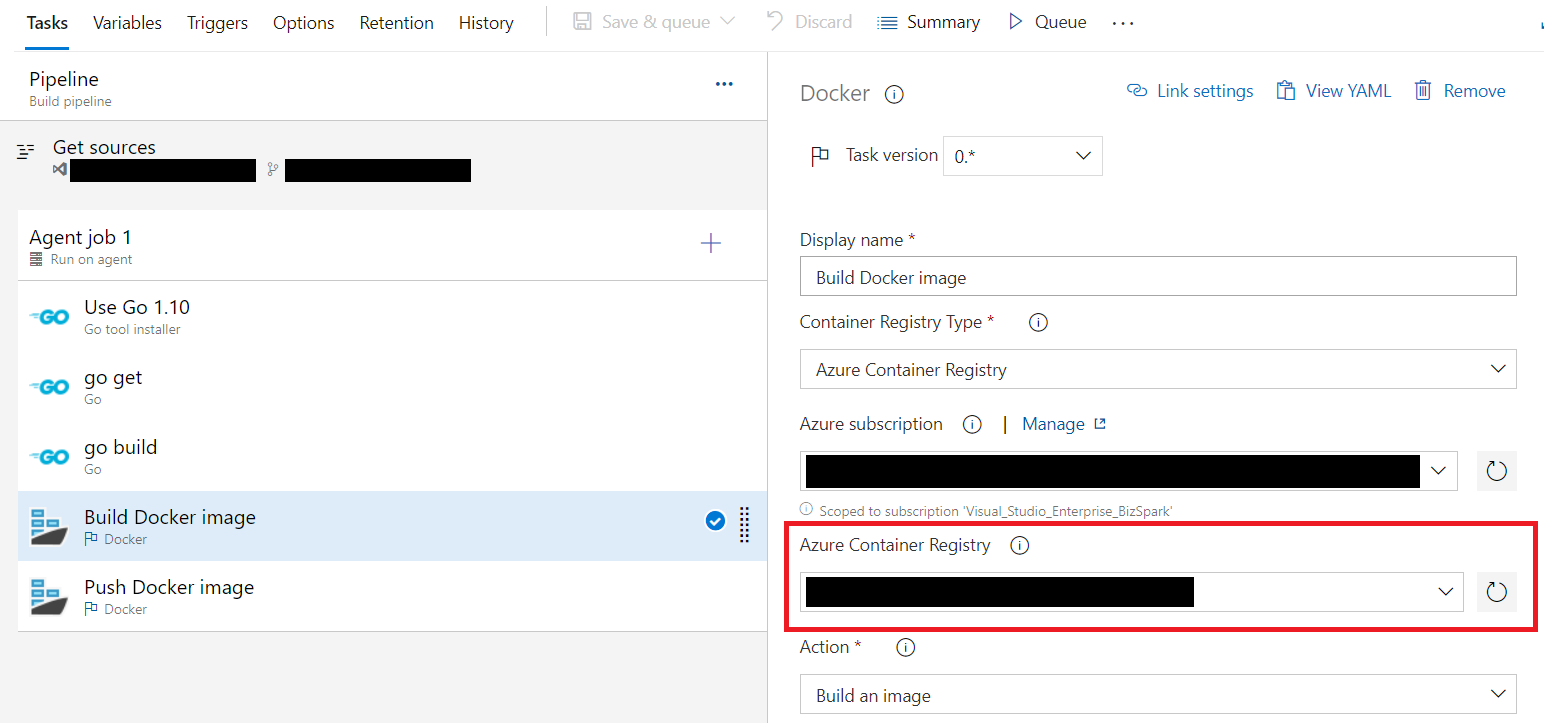 Tasks Variables Triggers Options Retention History Save & queue Discard Summary Queue ...
Pipeline
Build pipeline
Get sources
Agent job 1
Run on agent
GO Use Go 1.10
Go tool installer
GO go get
Go
GO go build
Go
Build Docker image
Docker
Push Docker image
Docker
Docker Link settings View YAML Remove
Task version 0.*
Display name *
Build Docker image
Container Registry Type *
Azure Container Registry
Azure subscription | Manage
Scoped to subscription 'Visual_Studio_Enterprise_BizSpark'
Azure Container Registry
Action *
Build an image